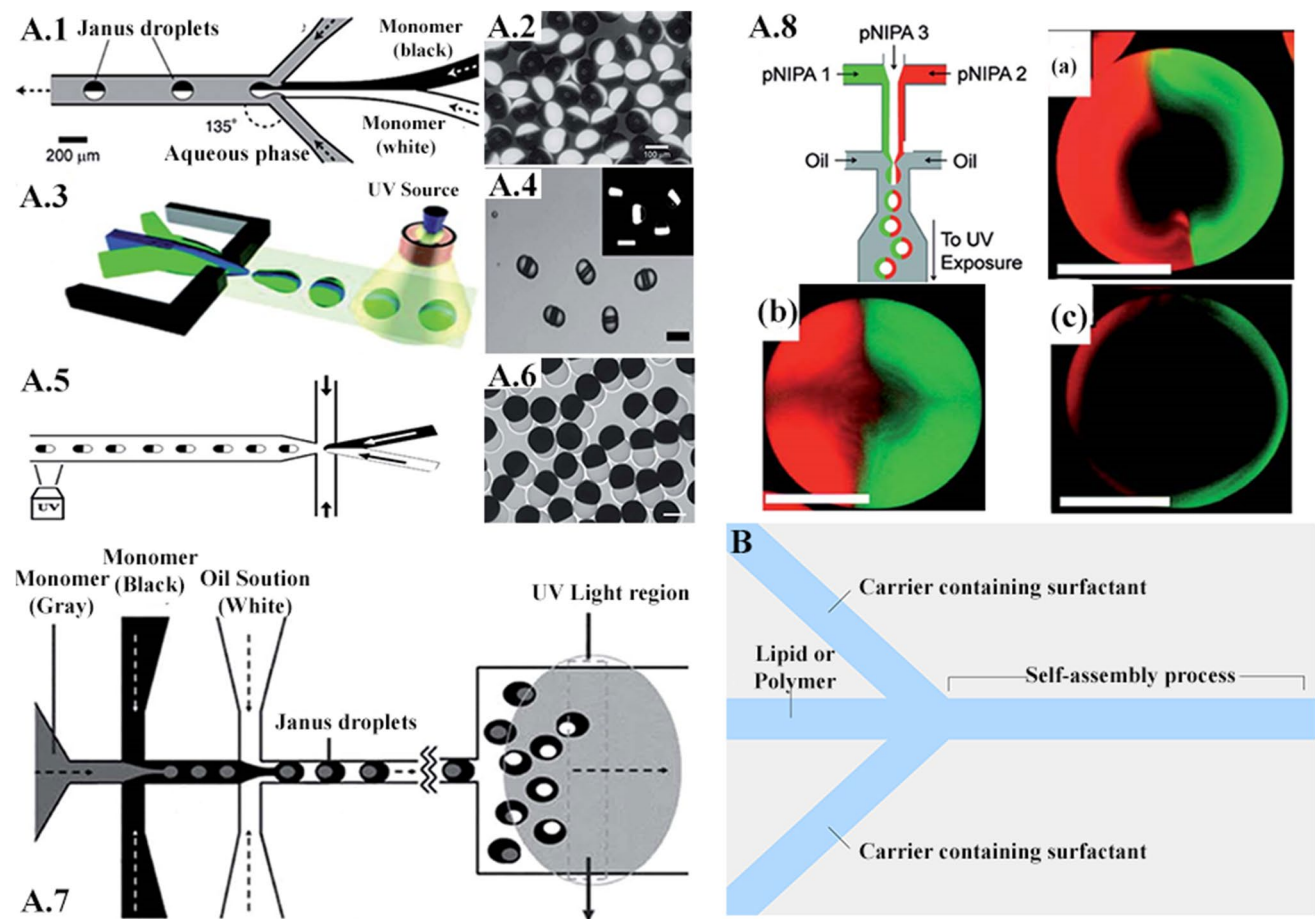 A.1
Janus droplets
Monomer
(black)
135°
200 μm
Aqueous phase
Monomer
(white)
A.2
100 μm
A.3
UV Source
A.4
A.5
UV
A.6
Monomer
(Gray)
Monomer
(Black)
Oil Soution
(White)
UV Light region
Janus droplets
A.7
A.8
pNIPA 3
pNIPA 1
pNIPA 2
Oil
Oil
To UV
Exposure
(a)
(b)
(c)
B
Carrier containing surfactant
Lipid or
Polymer
Self-assembly process
Carrier containing surfactant